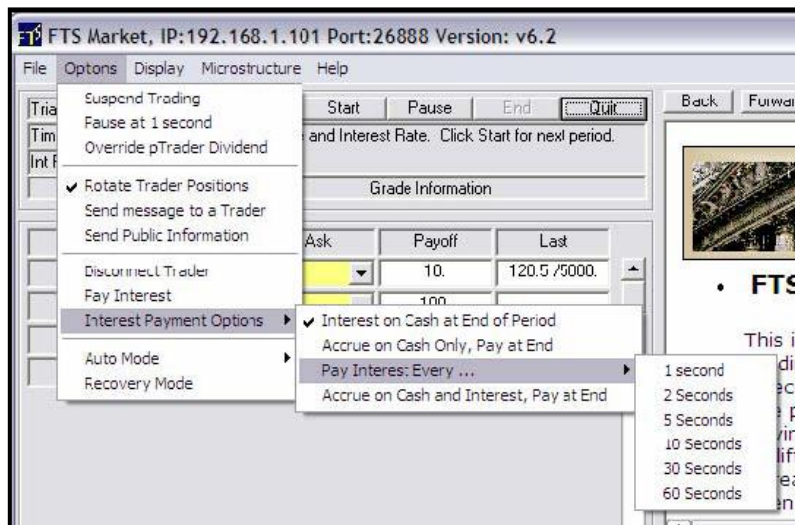 FTS Market, IP:192.168.1.101 Port:26888 Version: v6.2
File Optons Display Microstructure Help
Start Pause End Quit
Back
and Interest Rate. Click Start for next period.
Grade Information
Suspend Trading
Pause at 1 second
Override pTrader Dividend
Rotate Trader Positions
Send message to a Trader
Send Public Information
Disconnect Trader
Pay Interest
Interest Payment Options
Auto Mode
Recovery Mode
Ask Payoff Last
10. 120.5 /5000.
100
Interest on Cash at End of Period
Accrue on Cash Only, Pay at End
Pay Interest Every ...
Accrue on Cash and Interest, Pay at End
1 second
2 Seconds
5 Seconds
10 Seconds
30 Seconds
60 Seconds
• FTS
This i